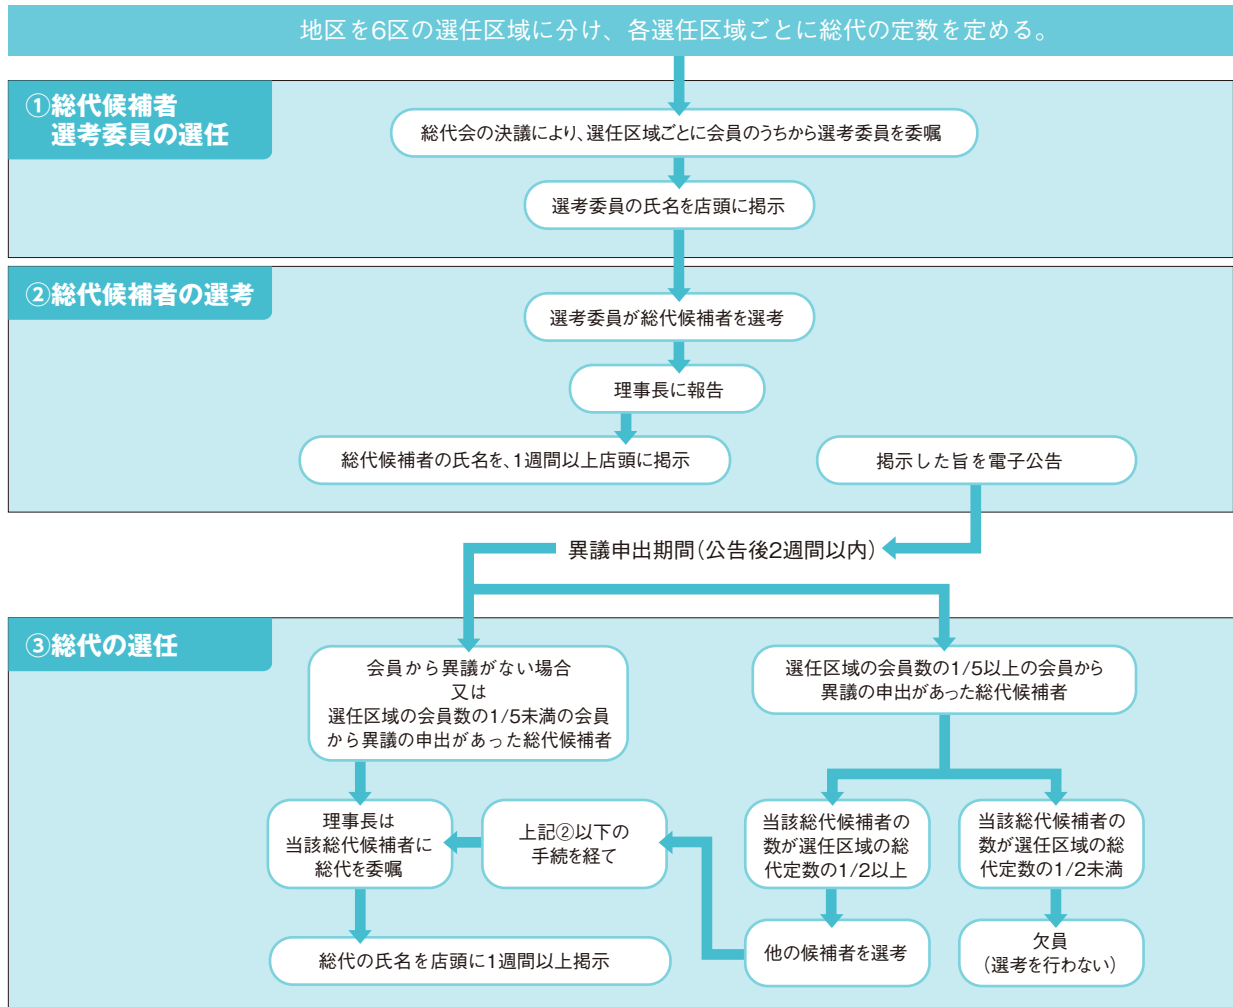 地区を6区の選任区域に分け、各選任区域ごとに総代の定数を定める。
①総代候補者
選考委員の選任
総代会の決議により、選任区域ごとに会員のうちから選考委員を委嘱
選考委員の氏名を店頭に掲示
②総代候補者の選考
選考委員が総代候補者を選考
理事長に報告
総代候補者の氏名を、1週間以上店頭に掲示
掲示した旨を電子公告
異議申出期間（公告後2週間以内）
③総代の選任
会員から異議がない場合
又は
選任区域の会員数の1/5未満の会員
から異議の申出があった総代候補者
選任区域の会員数の1/5以上の会員から
異議の申出があった総代候補者
理事長は
当該総代候補者に
総代を委嘱
上記②以下の
手続を経て
当該総代候補者の
数が選任区域の総
代定数の1/2以上
当該総代候補者の
数が選任区域の総
代定数の1/2未満
総代の氏名を店頭に1週間以上掲示
他の候補者を選考
欠員
（選考を行わない）